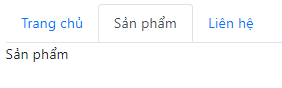 Trang chủ Sản phẩm Liên hệ
Sản phẩm